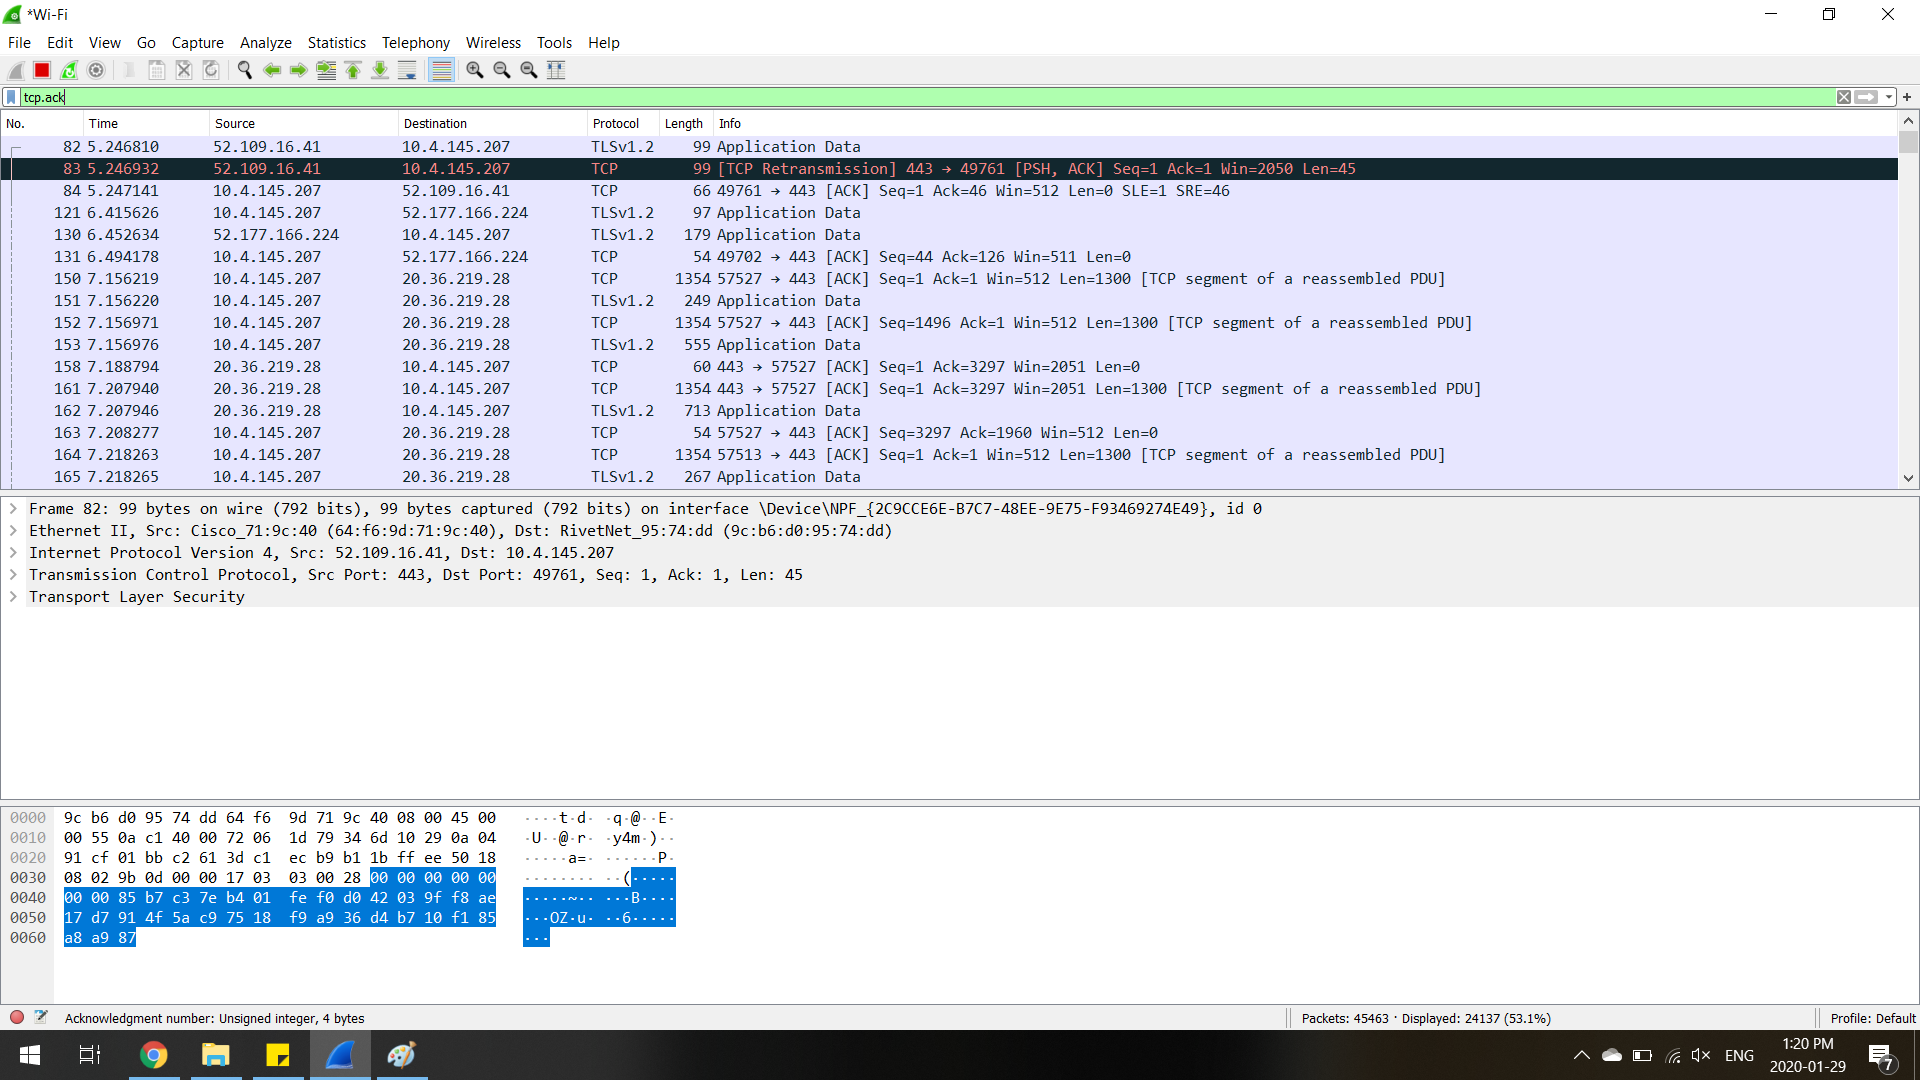 *Wi-Fi
File Edit View Go Capture Analyze Statistics Telephony Wireless Tools Help
tcp.ack
No. Time Source Destination Protocol Length Info
82 5.246810 52.109.16.41 10.4.145.207 TLSv1.2 99 Application Data
83 5.246932 52.109.16.41 10.4.145.207 TCP 99 [TCP Retransmission] 443 → 49761 [PSH, ACK] Seq=1 Ack=1 Win=2050 Len=45
84 5.247141 10.4.145.207 52.109.16.41 TCP 66 49761 → 443 [ACK] Seq=1 Ack=46 Win=512 Len=0 SLE=1 SRE=46
121 6.415626 10.4.145.207 52.177.166.224 TLSv1.2 97 Application Data
130 6.452634 52.177.166.224 10.4.145.207 TLSv1.2 179 Application Data
131 6.494178 10.4.145.207 52.177.166.224 TCP 54 49702 → 443 [ACK] Seq=44 Ack=126 Win=511 Len=0
150 7.156219 10.4.145.207 20.36.219.28 TCP 1354 57527 → 443 [ACK] Seq=1 Ack=1 Win=512 Len=1300 [TCP segment of a reassembled PDU]
151 7.156220 10.4.145.207 20.36.219.28 TLSv1.2 249 Application Data
152 7.156971 10.4.145.207 20.36.219.28 TCP 1354 57527 → 443 [ACK] Seq=1496 Ack=1 Win=512 Len=1300 [TCP segment of a reassembled PDU]
153 7.156976 10.4.145.207 20.36.219.28 TLSv1.2 555 Application Data
158 7.188794 20.36.219.28 10.4.145.207 TCP 60 443 → 57527 [ACK] Seq=1 Ack=3297 Win=2051 Len=0
161 7.207940 20.36.219.28 10.4.145.207 TCP 1354 443 → 57527 [ACK] Seq=1 Ack=3297 Win=2051 Len=1300 [TCP segment of a reassembled PDU]
162 7.207946 20.36.219.28 10.4.145.207 TLSv1.2 713 Application Data
163 7.208277 10.4.145.207 20.36.219.28 TCP 54 57527 → 443 [ACK] Seq=3297 Ack=1960 Win=512 Len=0
164 7.218263 10.4.145.207 20.36.219.28 TCP 1354 57513 → 443 [ACK] Seq=1 Ack=1 Win=512 Len=1300 [TCP segment of a reassembled PDU]
165 7.218265 10.4.145.207 20.36.219.28 TLSv1.2 267 Application Data
Frame 82: 99 bytes on wire (792 bits), 99 bytes captured (792 bits) on interface \Device\NPF_{2C9CCE6E-B7C7-48EE-9E75-F93469274E49}, id 0
Ethernet II, Src: Cisco_71:9c:40 (64:f6:9d:71:9c:40), Dst: RivetNet_95:74:dd (9c:b6:d0:95:74:dd)
Internet Protocol Version 4, Src: 52.109.16.41, Dst: 10.4.145.207
Transmission Control Protocol, Src Port: 443, Dst Port: 49761, Seq: 1, Ack: 1, Len: 45
Transport Layer Security
0000 9c b6 d0 95 74 dd 64 f6 9d 71 9c 40 08 00 45 00 ····t·d· ·q·@··E·
0010 00 55 0a c1 40 00 72 06 1d 79 34 6d 10 29 0a 04 ·U··@·r· ·y4m·)··
0020 91 cf 01 bb c2 61 3d c1 ec b9 b1 1b ff ee 50 18 ·····a=· ······P·
0030 08 02 9b 0d 00 00 17 03 03 00 28 00 00 00 00 00 ········ ··(·····
0040 00 00 85 b7 c3 7e b4 01 fe f0 d0 42 03 9f f8 ae ·····~·· ···B····
0050 17 d7 91 4f 5a c9 75 18 f9 a9 36 d4 b7 10 f1 85 ···OZ·u· ··6·····
0060 a8 a9 87 ···
Acknowledgment number: Unsigned integer, 4 bytes Packets: 45463 · Displayed: 24137 (53.1%) Profile: Default
ENG 1:20 PM
2020-01-29 7